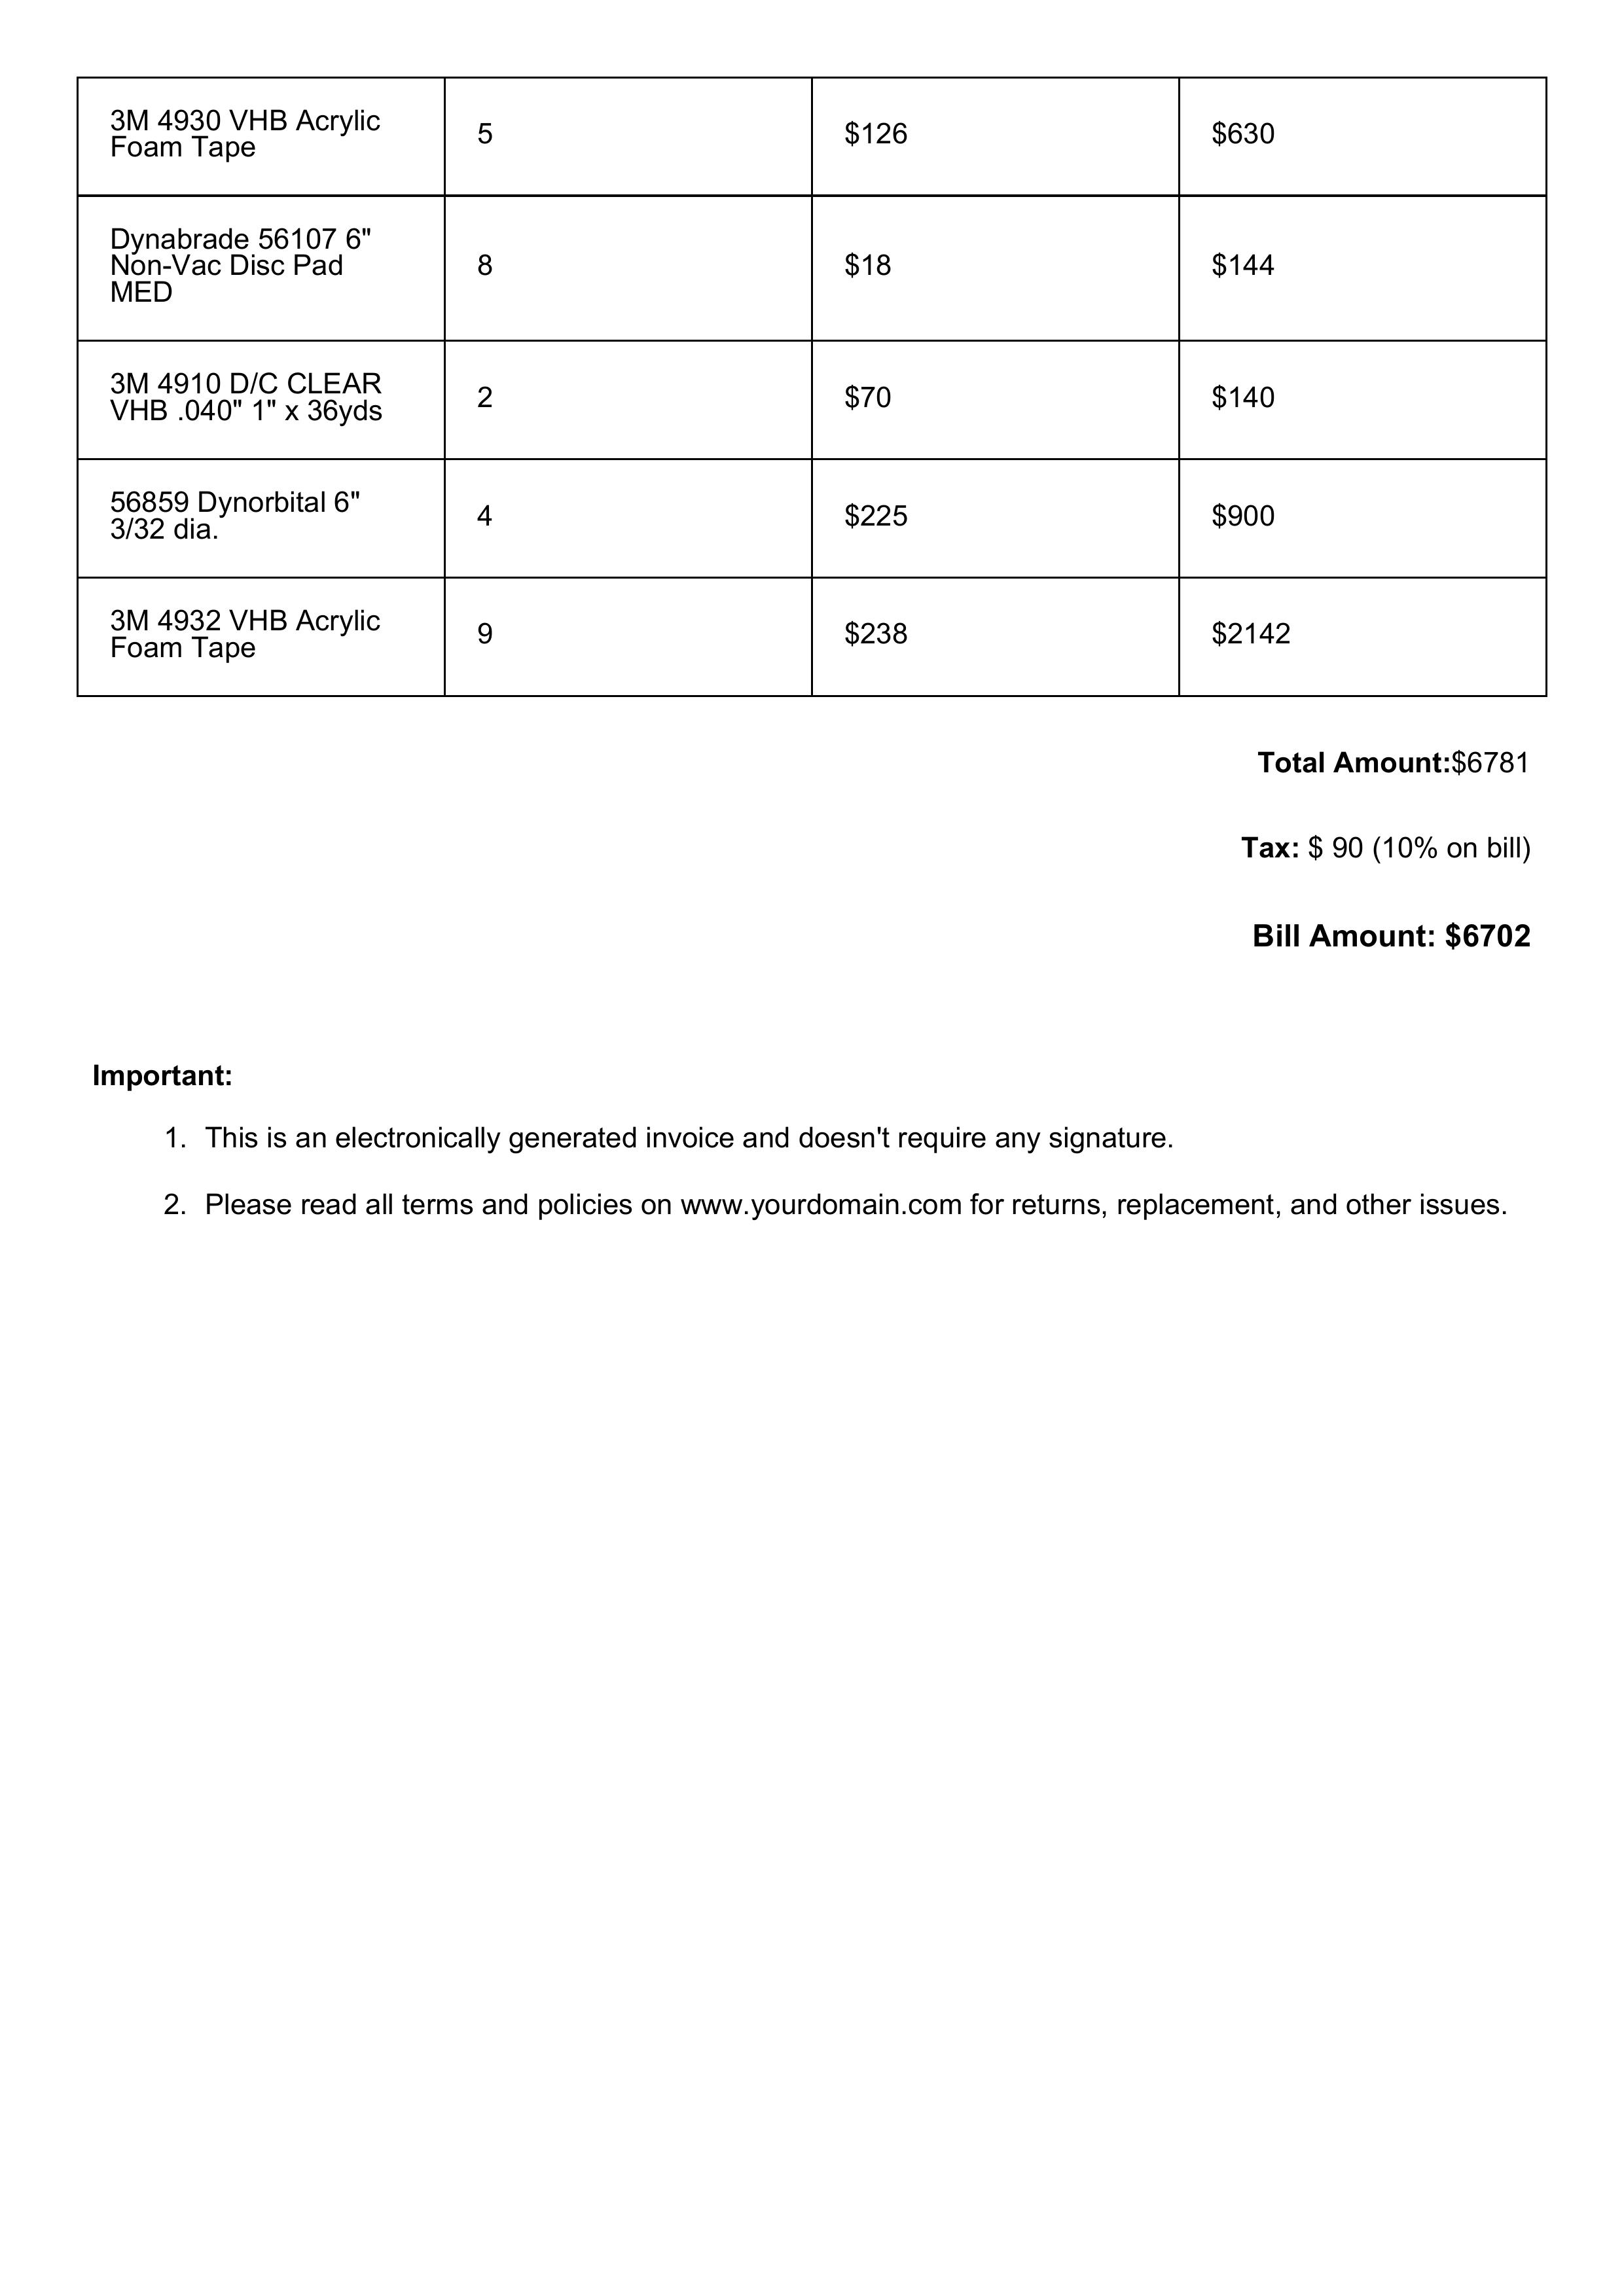 3M 4930 VHB Acrylic
Foam Tape
5
$126
$630
Dynabrade 56107 6"
Non-Vac Disc Pad
MED
8
$18
$144
3M 4910 D/C CLEAR
VHB .040" 1" x 36yds
2
$70
$140
56859 Dynorbital 6"
3/32 dia.
4
$225
$900
3M 4932 VHB Acrylic
Foam Tape
9
$238
$2142
Total Amount:$6781
Tax: $ 90 (10% on bill)
Bill Amount: $6702
Important:
1. This is an electronically generated invoice and doesn't require any signature.
2. Please read all terms and policies on www.yourdomain.com for returns, replacement, and other issues.